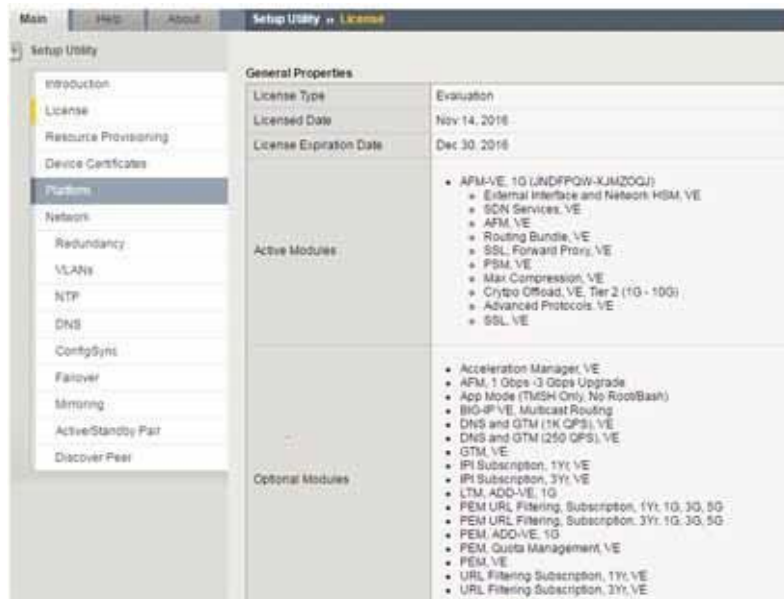 Main Help About
Setup Utility » License
Setup Utility
Introduction
License
Resource Provisioning
Device Certificates
Platform
Network
Redundancy
VLANs
NTP
DNS
ConfigSync
Failover
Mirroring
Active/Standby Pair
Discover Peer
General Properties
License Type Evaluation
Licensed Date Nov 14, 2016
License Expiration Date Dec 30, 2016
Active Modules
AFM-VE, 1G (JNDFPQW-XJMZOQJ)
External Interface and Network HSM, VE
SDN Services, VE
AFM, VE
Routing Bundle, VE
SSL, Forward Proxy, VE
PSM, VE
Max Compression, VE
Crytpo Offload, VE, Tier 2 (1G - 10G)
Advanced Protocols, VE
SSL, VE
Optional Modules
Acceleration Manager, VE
AFM, 1 Gbps -3 Gbps Upgrade
App Mode (TMSH Only, No Root/Bash)
BIG-IP VE, Multicast Routing
DNS and GTM (1K QPS), VE
DNS and GTM (250 QPS), VE
GTM, VE
IPI Subscription, 1Yr, VE
IPI Subscription, 3Yr, VE
LTM, ADD-VE, 1G
PEM URL Filtering, Subscription, 1Yr, 1G, 3G, 5G
PEM URL Filtering, Subscription, 3Yr, 1G, 3G, 5G
PEM, ADD-VE, 1G
PEM, Quota Management, VE
PEM, VE
URL Filtering Subscription, 1Yr, VE
URL Filtering Subscription, 3Yr, VE